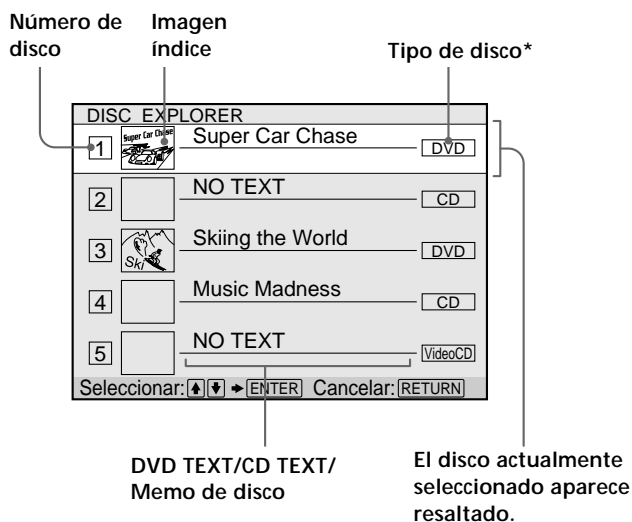 Número de disco
Imagen índice
Tipo de disco*
DISC EXPLORER
1 Super Car Chase Super Car Chase DVD
2 NO TEXT CD
3 Ski Skiing the World DVD
4 Music Madness CD
5 NO TEXT VideoCD
Seleccionar: ↑ ↓ → ENTER Cancelar: RETURN
DVD TEXT/CD TEXT/
Memo de disco
El disco actualmente
seleccionado aparece
resaltado.